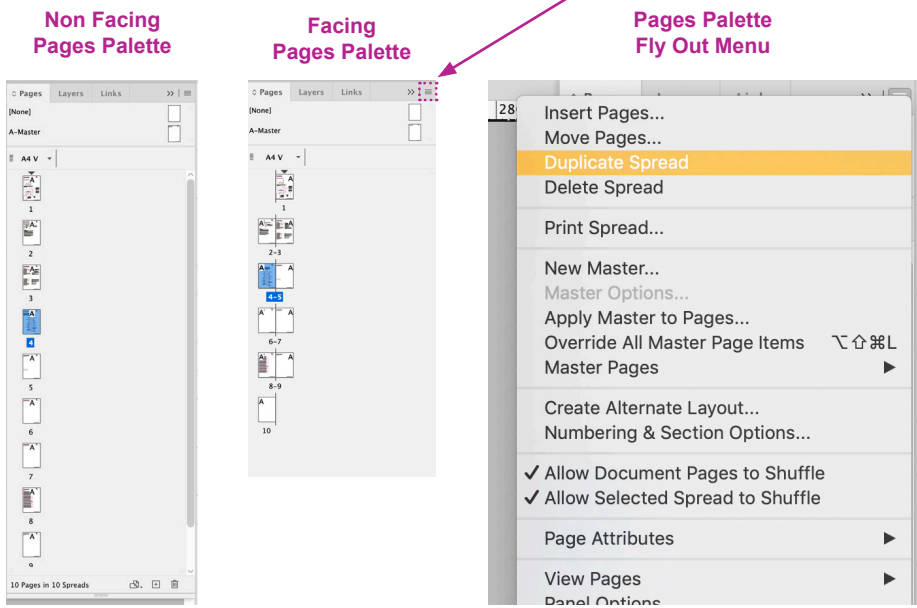 Non Facing
Pages Palette
Facing
Pages Palette
Pages Palette
Fly Out Menu
Pages Layers Links
[None]
A-Master
A4 V
A
1
A
2
A
3
A
4
A
5
A
6
A
7
A
8
A
9
10 Pages in 10 Spreads
Pages Layers Links
[None]
A-Master
A4 V
A
1
A A
2-3
A A
4-5
A A
6-7
A A
8-9
A
10
28
Insert Pages...
Move Pages...
Duplicate Spread
Delete Spread
Print Spread...
New Master...
Master Options...
Apply Master to Pages...
Override All Master Page Items ⌥⇧⌘L
Master Pages
Create Alternate Layout...
Numbering & Section Options...
✓ Allow Document Pages to Shuffle
✓ Allow Selected Spread to Shuffle
Page Attributes
View Pages
Panel Options